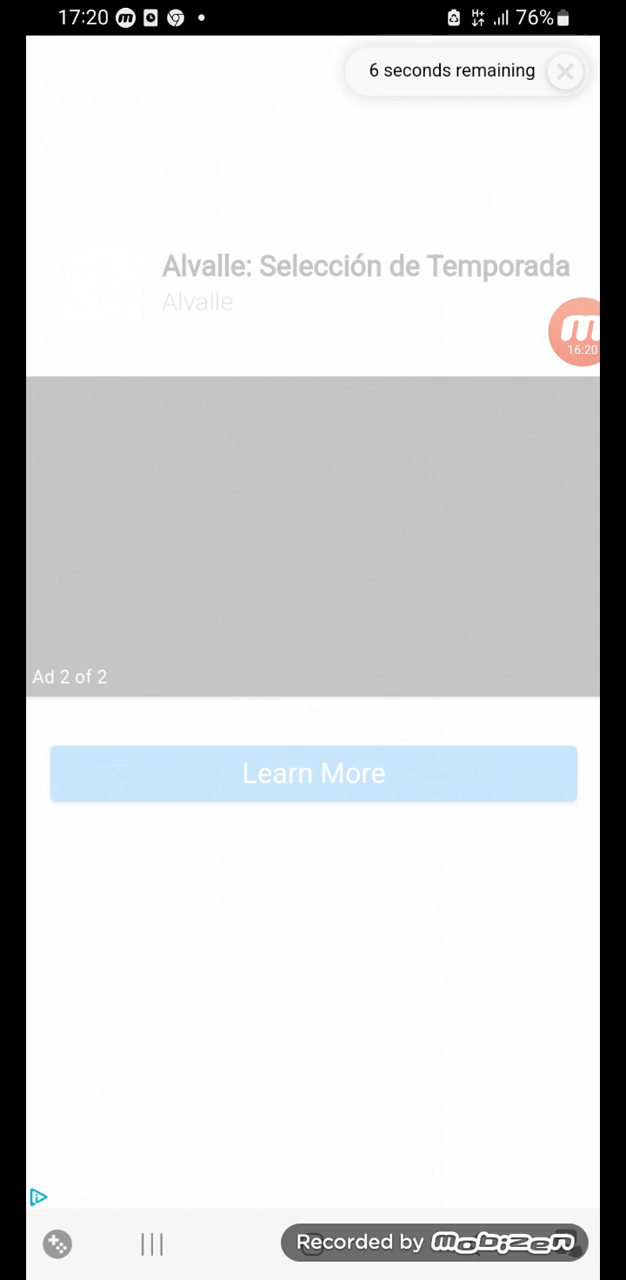 17:20
76%
6 seconds remaining
Alvalle: Selección de Temporada
Alvalle
m
16:20
Ad 2 of 2
Learn More
Recorded by mobizen